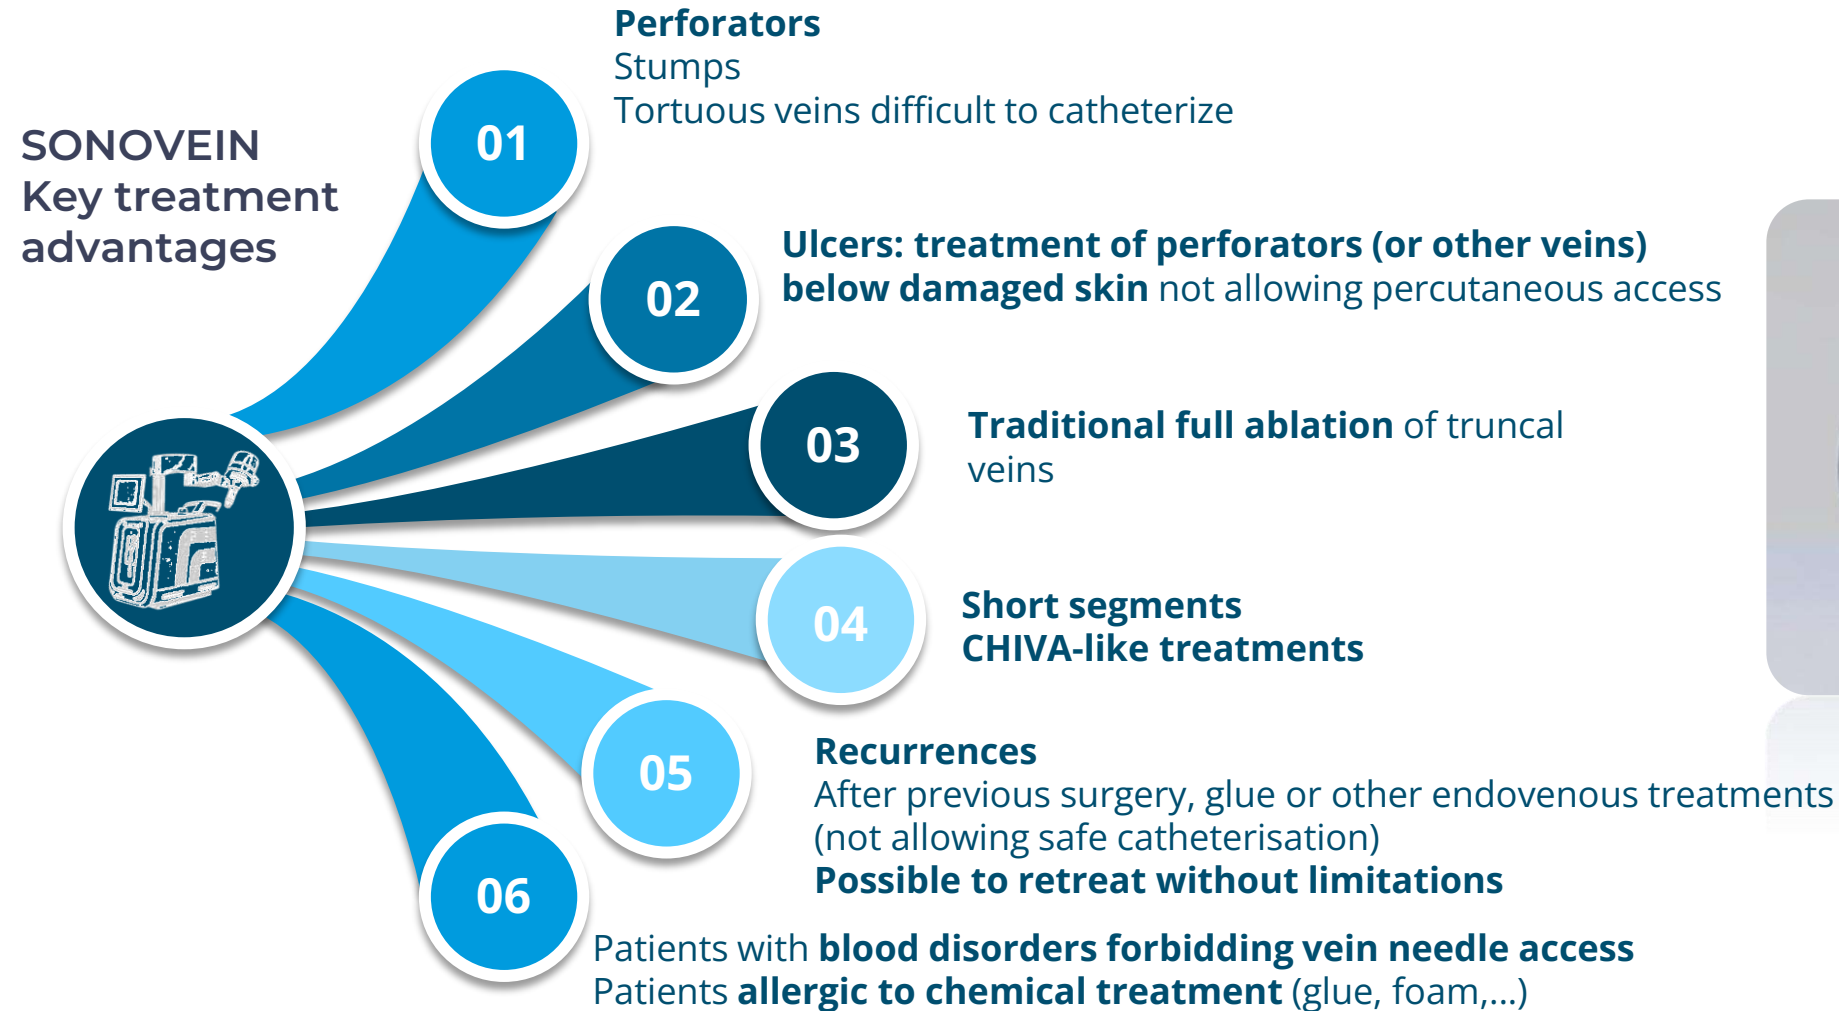 SONOVEIN
Key treatment
advantages
01
Perforators
Stumps
Tortuous veins difficult to catheterize
02
Ulcers: treatment of perforators (or other veins)
below damaged skin not allowing percutaneous access
03
Traditional full ablation of truncal
veins
04
Short segments
CHIVA-like treatments
05
Recurrences
After previous surgery, glue or other endovenous treatments
(not allowing safe catheterisation)
Possible to retreat without limitations
06
Patients with blood disorders forbidding vein needle access
Patients allergic to chemical treatment (glue, foam,...)